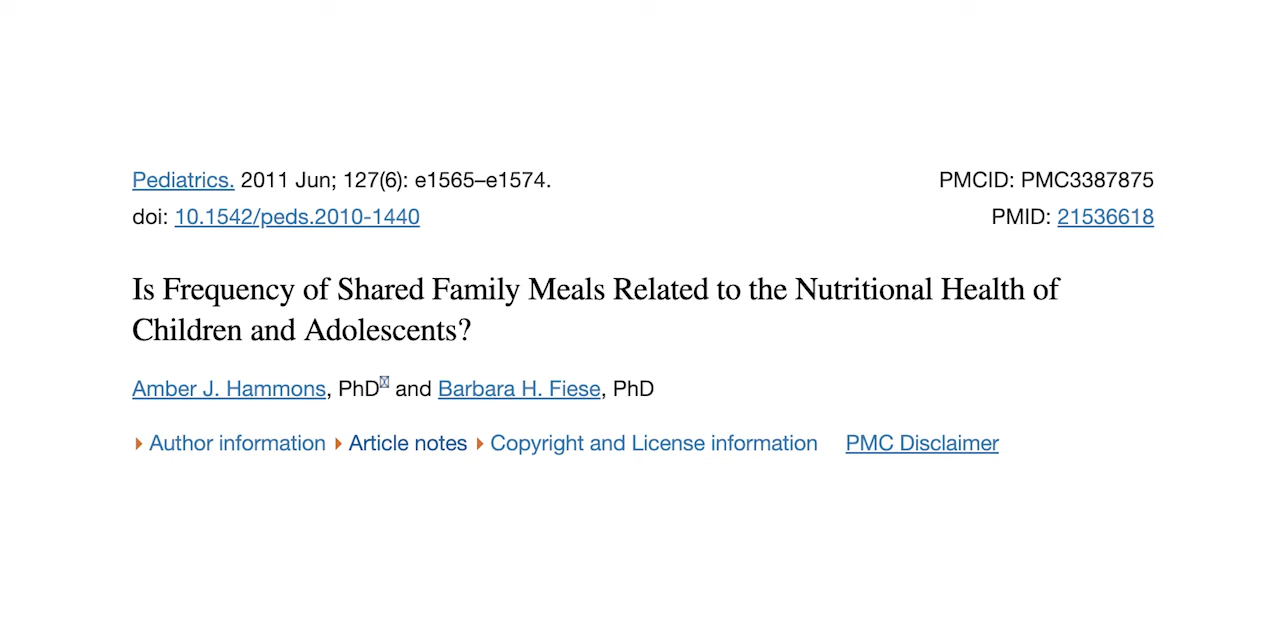 Pediatrics. 2011 Jun; 127(6): e1565–e1574.
PMCID: PMC3387875
doi: 10.1542/peds.2010-1440
PMID: 21536618
Is Frequency of Shared Family Meals Related to the Nutritional Health of
Children and Adolescents?
Amber J. Hammons, PhD and Barbara H. Fiese, PhD
Author information Article notes Copyright and License information PMC Disclaimer